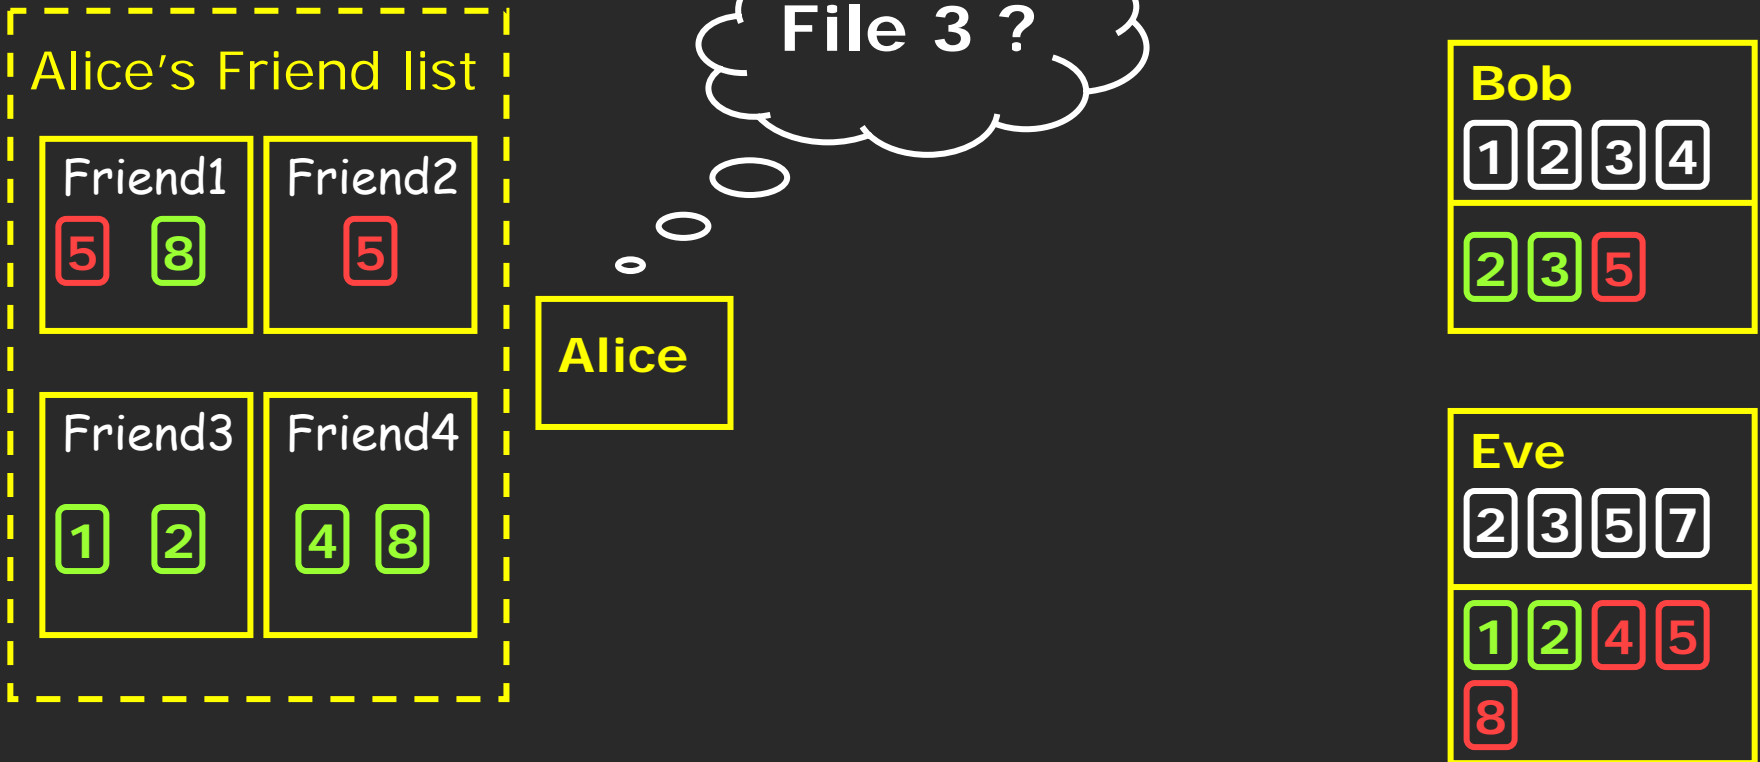 File 3 ?
Alice's Friend list
Friend1
5 8
Friend2
5
Friend3
1 2
Friend4
4 8
Alice
Bob
1 2 3 4
2 3 5
Eve
2 3 5 7
1 2 4 5
8